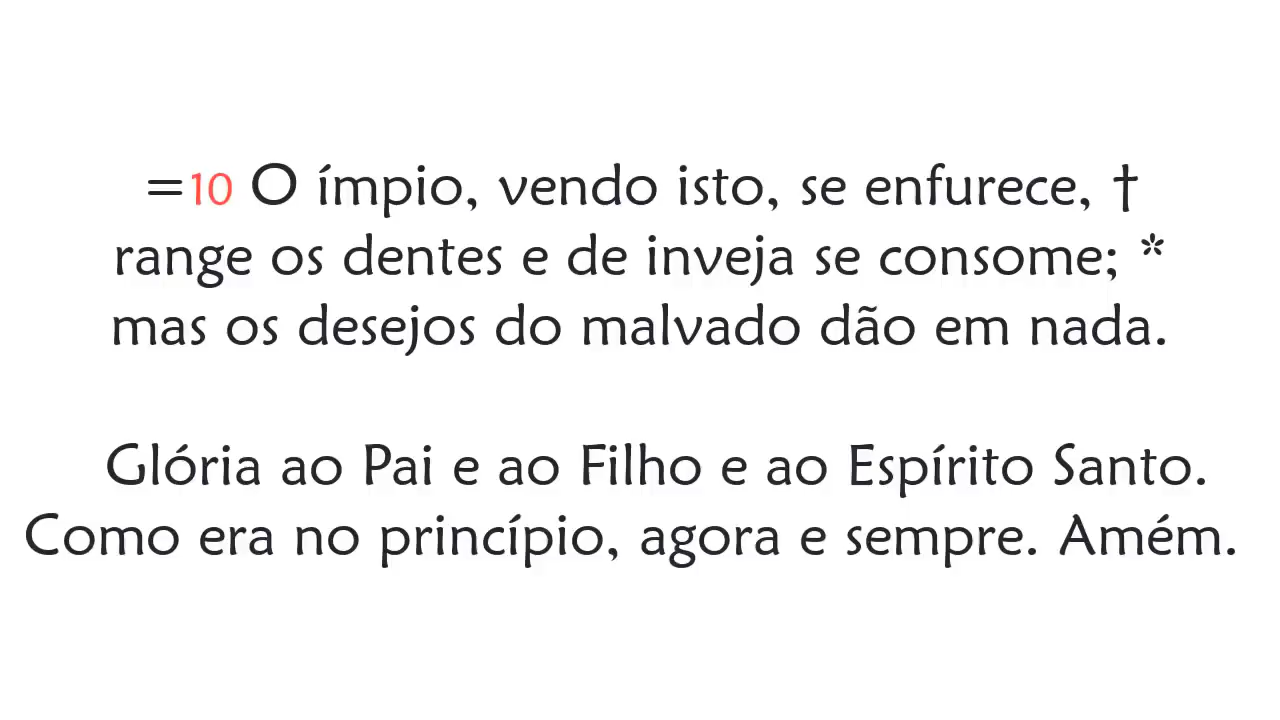 =10 O ímpio, vendo isto, se enfurece, †
range os dentes e de inveja se consome; *
mas os desejos do malvado dão em nada.
Glória ao Pai e ao Filho e ao Espírito Santo.
Como era no princípio, agora e sempre. Amém.